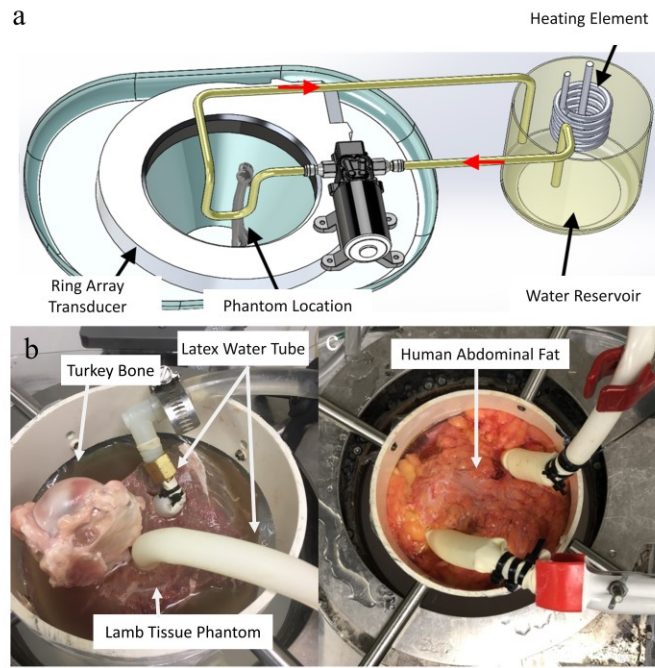 a
Heating Element
Ring Array
Transducer
Phantom Location
Water Reservoir
b
Turkey Bone
Latex Water Tube
Lamb Tissue Phantom
c
Human Abdominal Fat